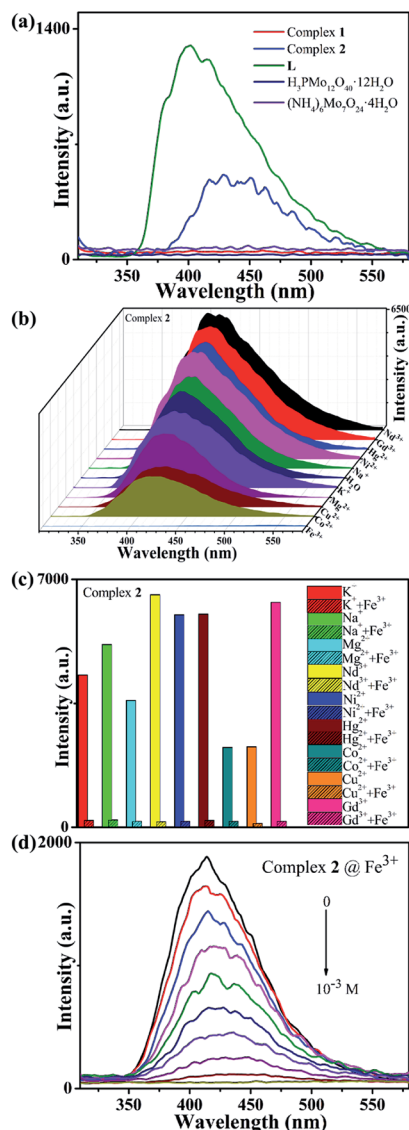 (a)
1400
Complex 1
Complex 2
L
H₃PMo₁₂O₄₀·12H₂O
(NH₄)₆Mo₇O₂₄·4H₂O
Intensity (a.u.)
0
350 400 450 500 550
Wavelength (nm)
(b)
Complex 2
6500
Intensity (a.u.)
Nd³⁺
Gd³⁺
Hg²⁺
Ni²⁺
Na⁺
H₂O
K⁺
Mg²⁺
Cu²⁺
Co²⁺
Fe³⁺
350 400 450 500 550
Wavelength (nm)
(c)
7000
Complex 2
Intensity (a.u.)
0
K⁺
K⁺+Fe³⁺
Na⁺
Na⁺+Fe³⁺
Mg²⁺
Mg²⁺+Fe³⁺
Nd³⁺
Nd³⁺+Fe³⁺
Ni²⁺
Ni²⁺+Fe³⁺
Hg²⁺
Hg²⁺+Fe³⁺
Co²⁺
Co²⁺+Fe³⁺
Cu²⁺
Cu²⁺+Fe³⁺
Gd³⁺
Gd³⁺+Fe³⁺
(d)
2000
Complex 2 @ Fe³⁺
0
10⁻³ M
Intensity (a.u.)
0
350 400 450 500 550
Wavelength (nm)